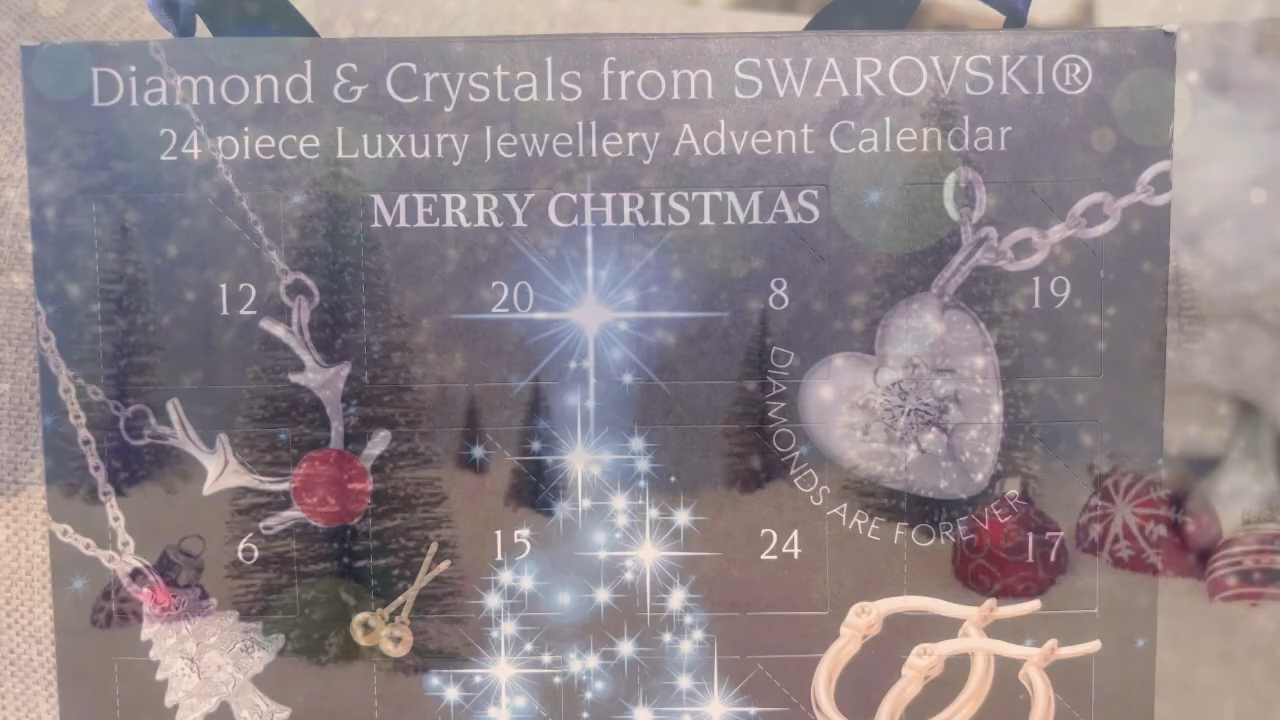 Diamond & Crystals from SWAROVSKI®
24 piece Luxury Jewellery Advent Calendar
MERRY CHRISTMAS
12 20 8 19
DIAMONDS ARE FOREVER
6 15 24 17